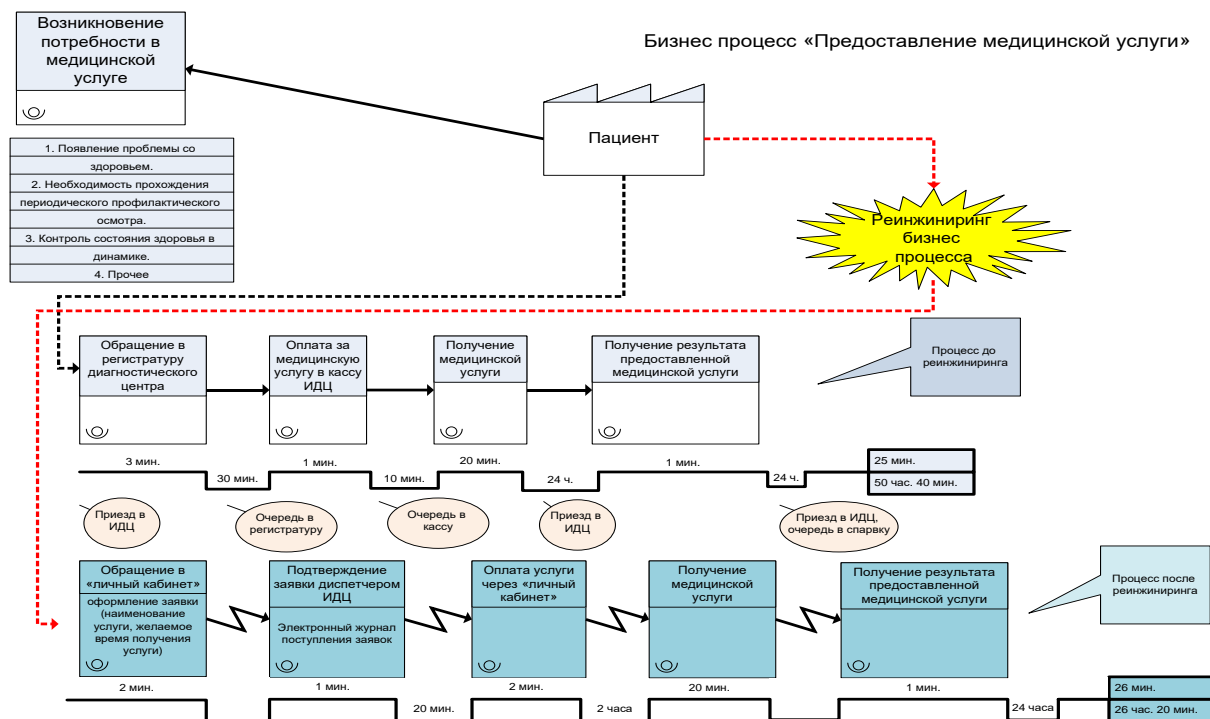 Возникновение
потребности в
медицинской
услуге
Бизнес процесс «Предоставление медицинской услуги»
Пациент
1. Появление проблемы со
здоровьем.
2. Необходимость прохождения
периодического профилактического
осмотра.
3. Контроль состояния здоровья в
динамике.
4. Прочее
Реинжиниринг
бизнес
процесса
Обращение в
регистратуру
диагностического
центра
Оплата за
медицинскую
услугу в кассу
ИДЦ
Получение
медицинской
услуги
Получение результата
предоставленной
медицинской услуги
Процесс до
реинжиниринга
3 мин.
30 мин.
1 мин.
10 мин.
20 мин.
24 ч.
1 мин.
24 ч.
25 мин.
50 час. 40 мин.
Приезд в
ИДЦ
Очередь в
регистратуру
Очередь в
кассу
Приезд в
ИДЦ
Приезд в ИДЦ,
очередь в спарвку
Обращение в
«личный кабинет»
оформление заявки
(наименование
услуги, желаемое
время получения
услуги)
Подтверждение
заявки диспетчером
ИДЦ
Электронный журнал
поступления заявок
Оплата услуги
через «личный
кабинет»
Получение
медицинской
услуги
Получение результата
предоставленной
медицинской услуги
Процесс после
реинжиниринга
2 мин.
1 мин.
20 мин.
2 мин.
2 часа
20 мин.
1 мин.
24 часа
26 мин.
26 час. 20 мин.